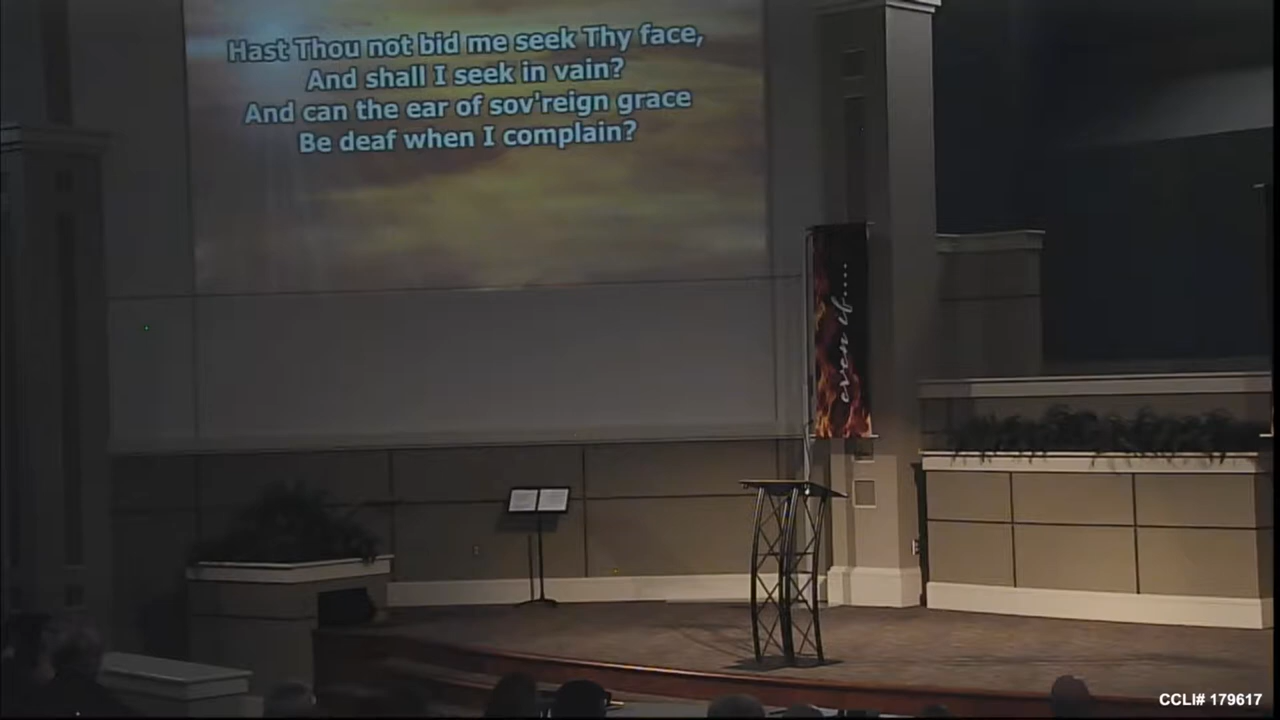 Hast Thou not bid me seek Thy face,
And shall I seek in vain?
And can the ear of sov'reign grace
Be deaf when I complain?
even if....
CCLI# 179617